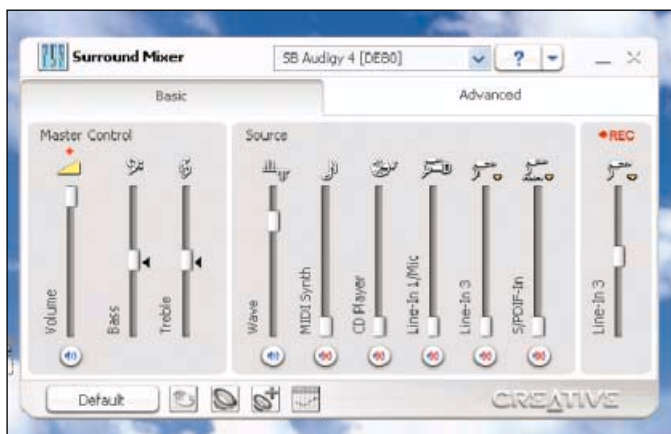 Surround Mixer
SB Audigy 4 [DE80]
?
Basic
Advanced
Master Control
Source
REC
Volume
Bass
Treble
Wave
MIDI Synth
CD Player
Line-In 1/Mic
Line-In 3
S/PDIF-In
Line-In 3
Default
CREATIVE